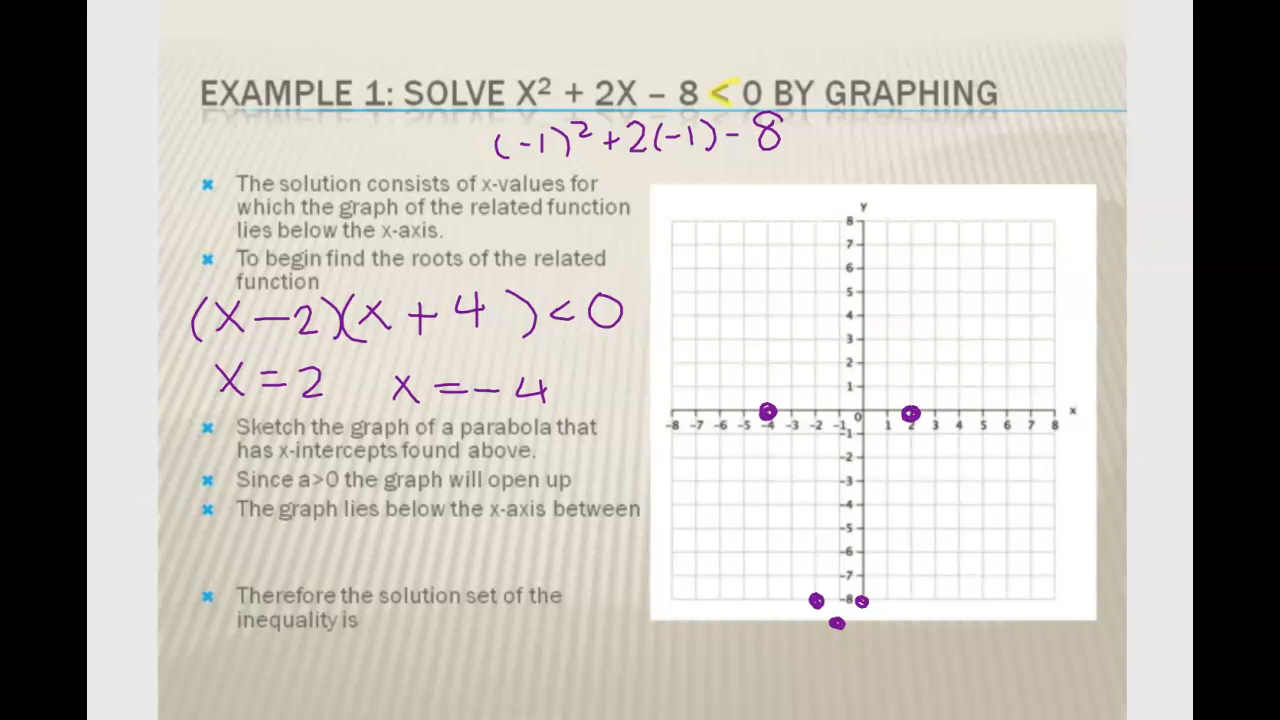 EXAMPLE 1: SOLVE X² + 2X – 8 < 0 BY GRAPHING
(-1)² + 2(-1) - 8
The solution consists of x-values for
which the graph of the related function
lies below the x-axis.
To begin find the roots of the related
function
(x - 2)(x + 4) < 0
x = 2 x = -4
Sketch the graph of a parabola that
has x-intercepts found above.
Since a>0 the graph will open up
The graph lies below the x-axis between
Therefore the solution set of the
inequality is
y
8
7
6
5
4
3
2
1
x
-8 -7 -6 -5 -4 -3 -2 -1 0 1 2 3 4 5 6 7 8
-1
-2
-3
-4
-5
-6
-7
-8